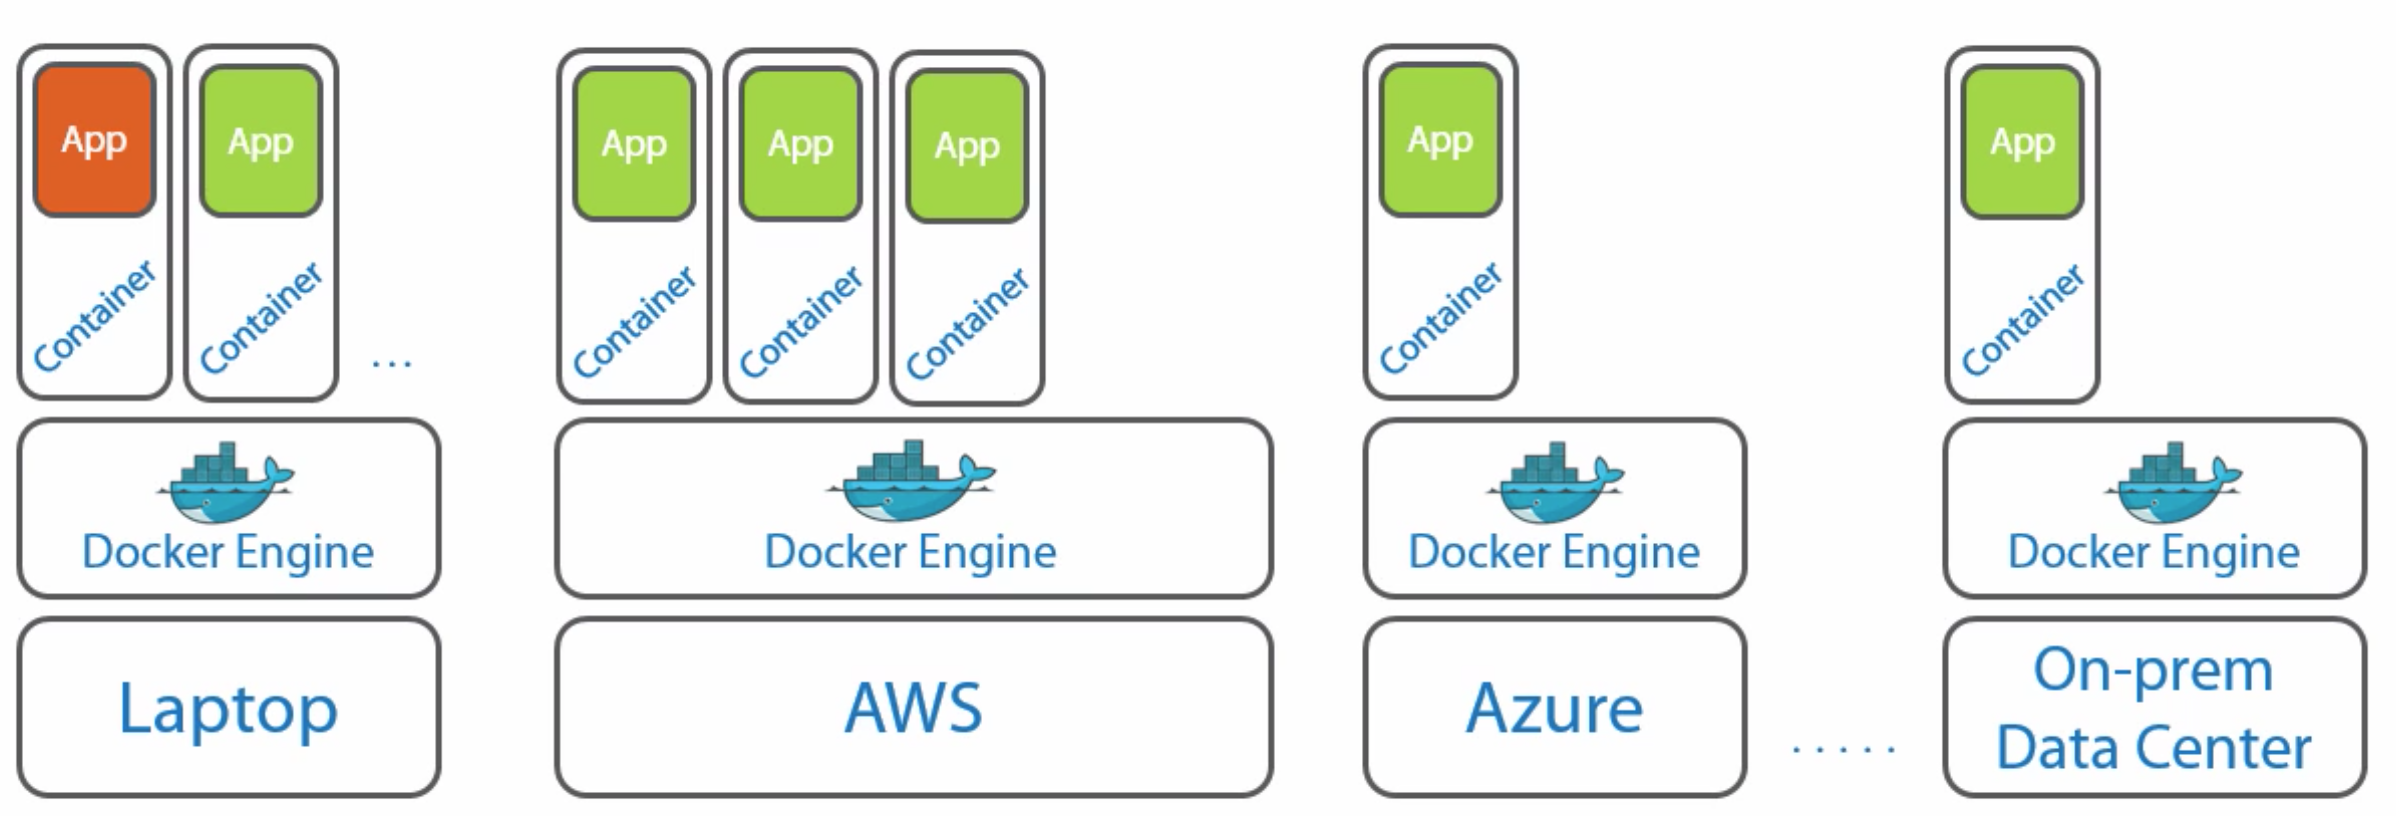 App
Container
App
Container
...
Docker Engine
Laptop
App
Container
App
Container
App
Container
Docker Engine
AWS
App
Container
Docker Engine
Azure
.....
App
Container
Docker Engine
On-prem
Data Center